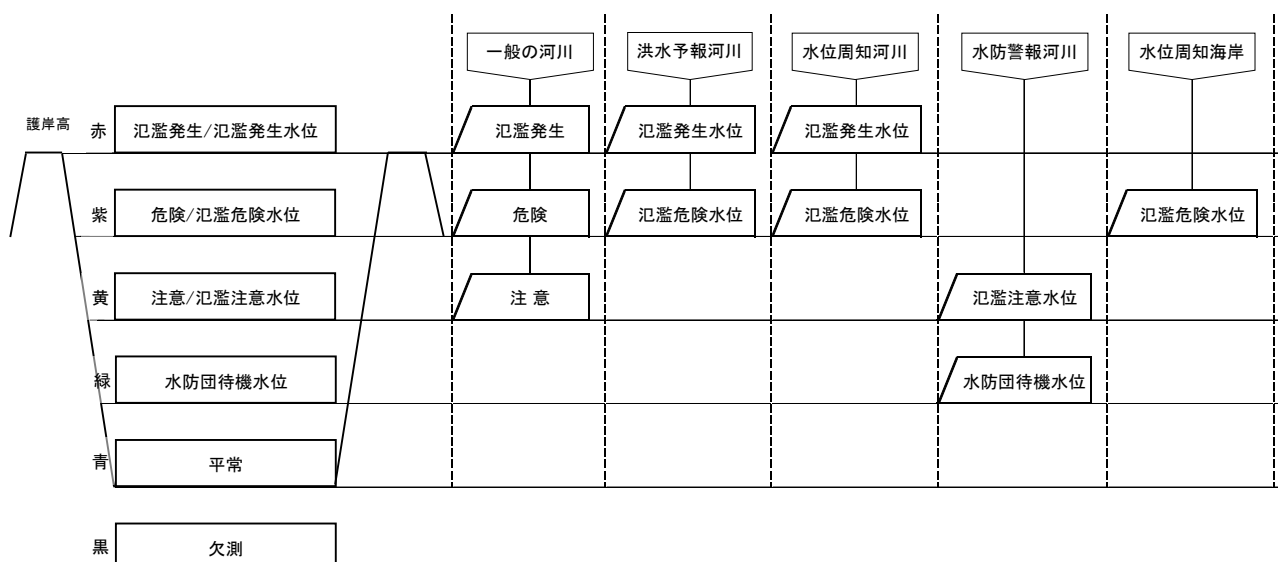 一般の河川
洪水予報河川
水位周知河川
水防警報河川
水位周知海岸
護岸高
赤
氾濫発生/氾濫発生水位
氾濫発生
氾濫発生水位
氾濫発生水位
紫
危険/氾濫危険水位
危険
氾濫危険水位
氾濫危険水位
氾濫危険水位
黄
注意/氾濫注意水位
注 意
氾濫注意水位
緑
水防団待機水位
水防団待機水位
青
平常
黒
欠測